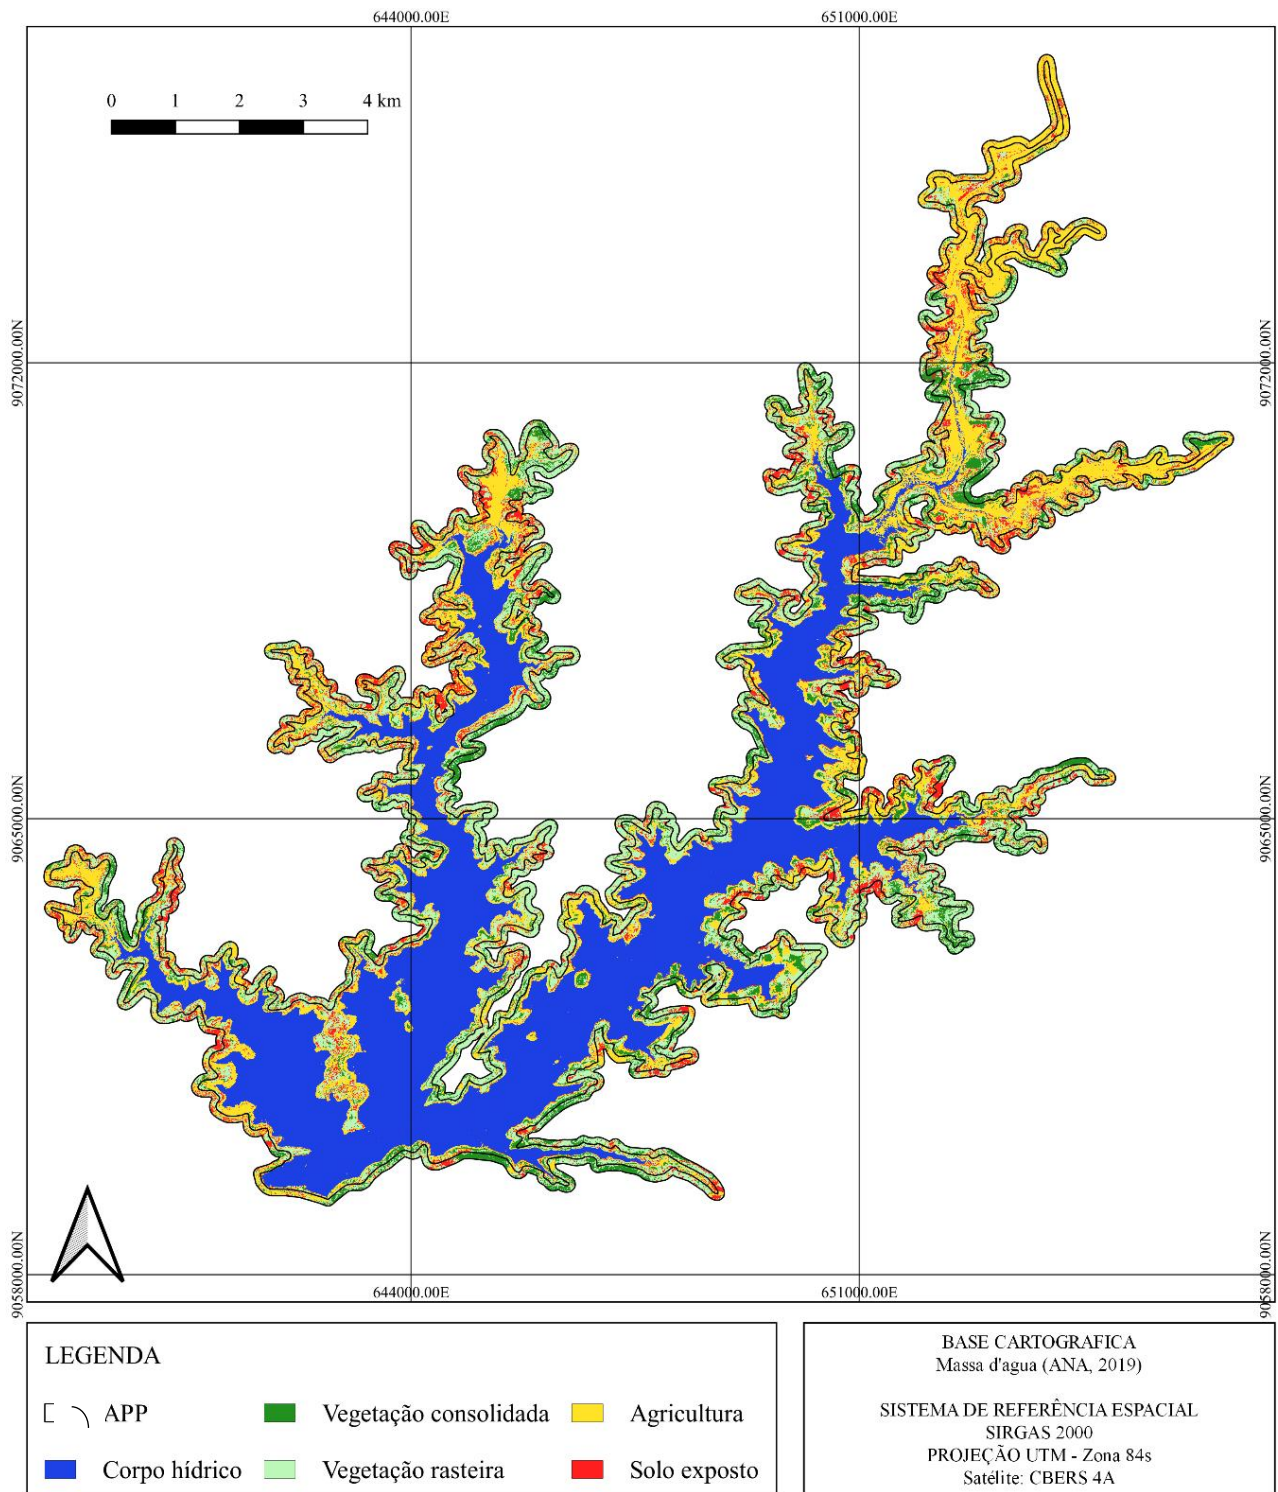 644000.00E 651000.00E
0 1 2 3 4 km
9072000.00N 9072000.00N
9065000.00N 9065000.00N
9058000.00N 9058000.00N
644000.00E 651000.00E
LEGENDA
APP
Vegetação consolidada
Agricultura
Corpo hídrico
Vegetação rasteira
Solo exposto
BASE CARTOGRAFICA
Massa d'agua (ANA, 2019)
SISTEMA DE REFERÊNCIA ESPACIAL
SIRGAS 2000
PROJEÇÃO UTM - Zona 84s
Satélite: CBERS 4A